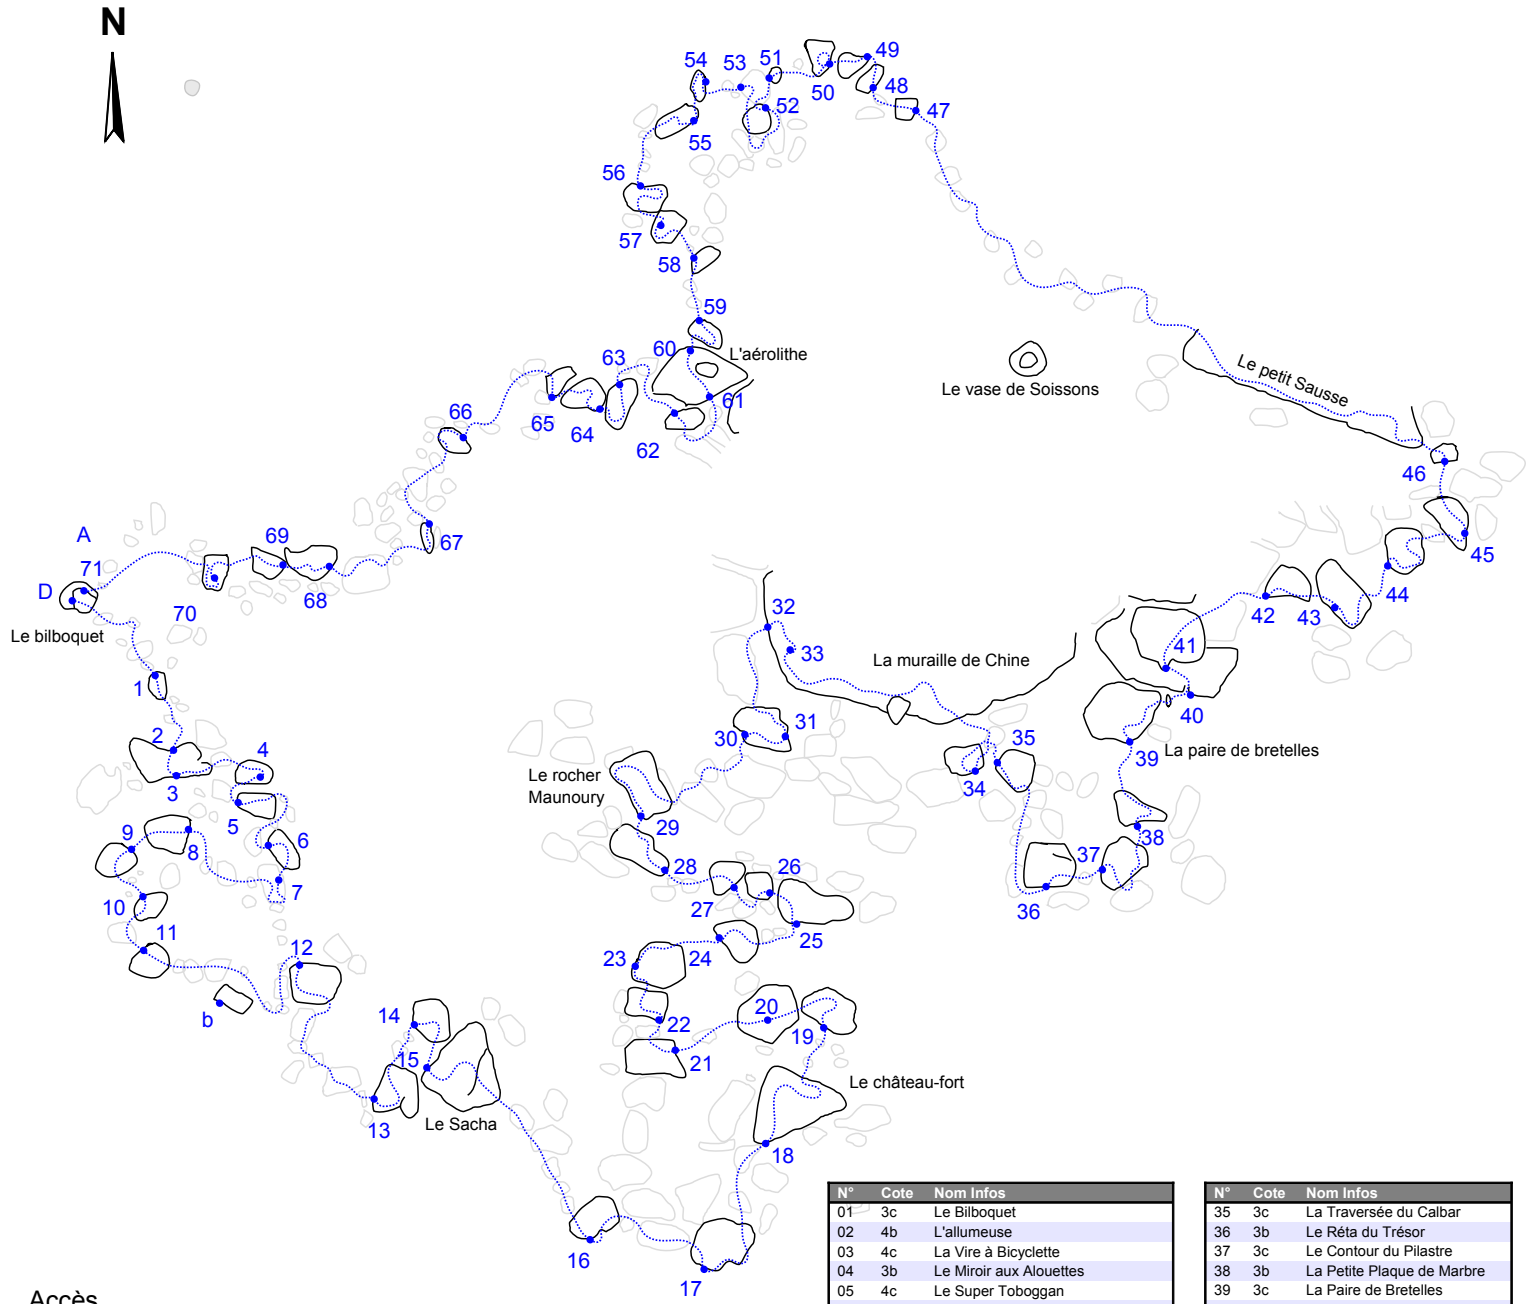 N
54
53
51
49
50
48
47
52
55
56
57
58
59
60
L'aérolithe
63
61
Le vase de Soissons
Le petit Sausse
66
65
64
62
46
45
A
69
67
71
D
70
68
Le bilboquet
44
42
43
32
33
41
La muraille de Chine
1
40
2
4
3
30
31
35
39
La paire de bretelles
Le rocher
Maunoury
34
5
29
38
9
8
6
37
28
26
7
10
27
36
11
25
12
23
24
b
14
20
22
19
15
21
Le château-fort
13
Le Sacha
18
16
17
N° Cote Nom Infos
01 3c Le Bilboquet
02 4b L'allumeuse
03 4c La Vire à Bicyclette
04 3b Le Miroir aux Alouettes
05 4c Le Super Toboggan
N° Cote Nom Infos
35 3c La Traversée du Calbar
36 3b Le Réta du Trésor
37 3c Le Contour du Pilastre
38 3b La Petite Plaque de Marbre
39 3c La Paire de Bretelles
Accès